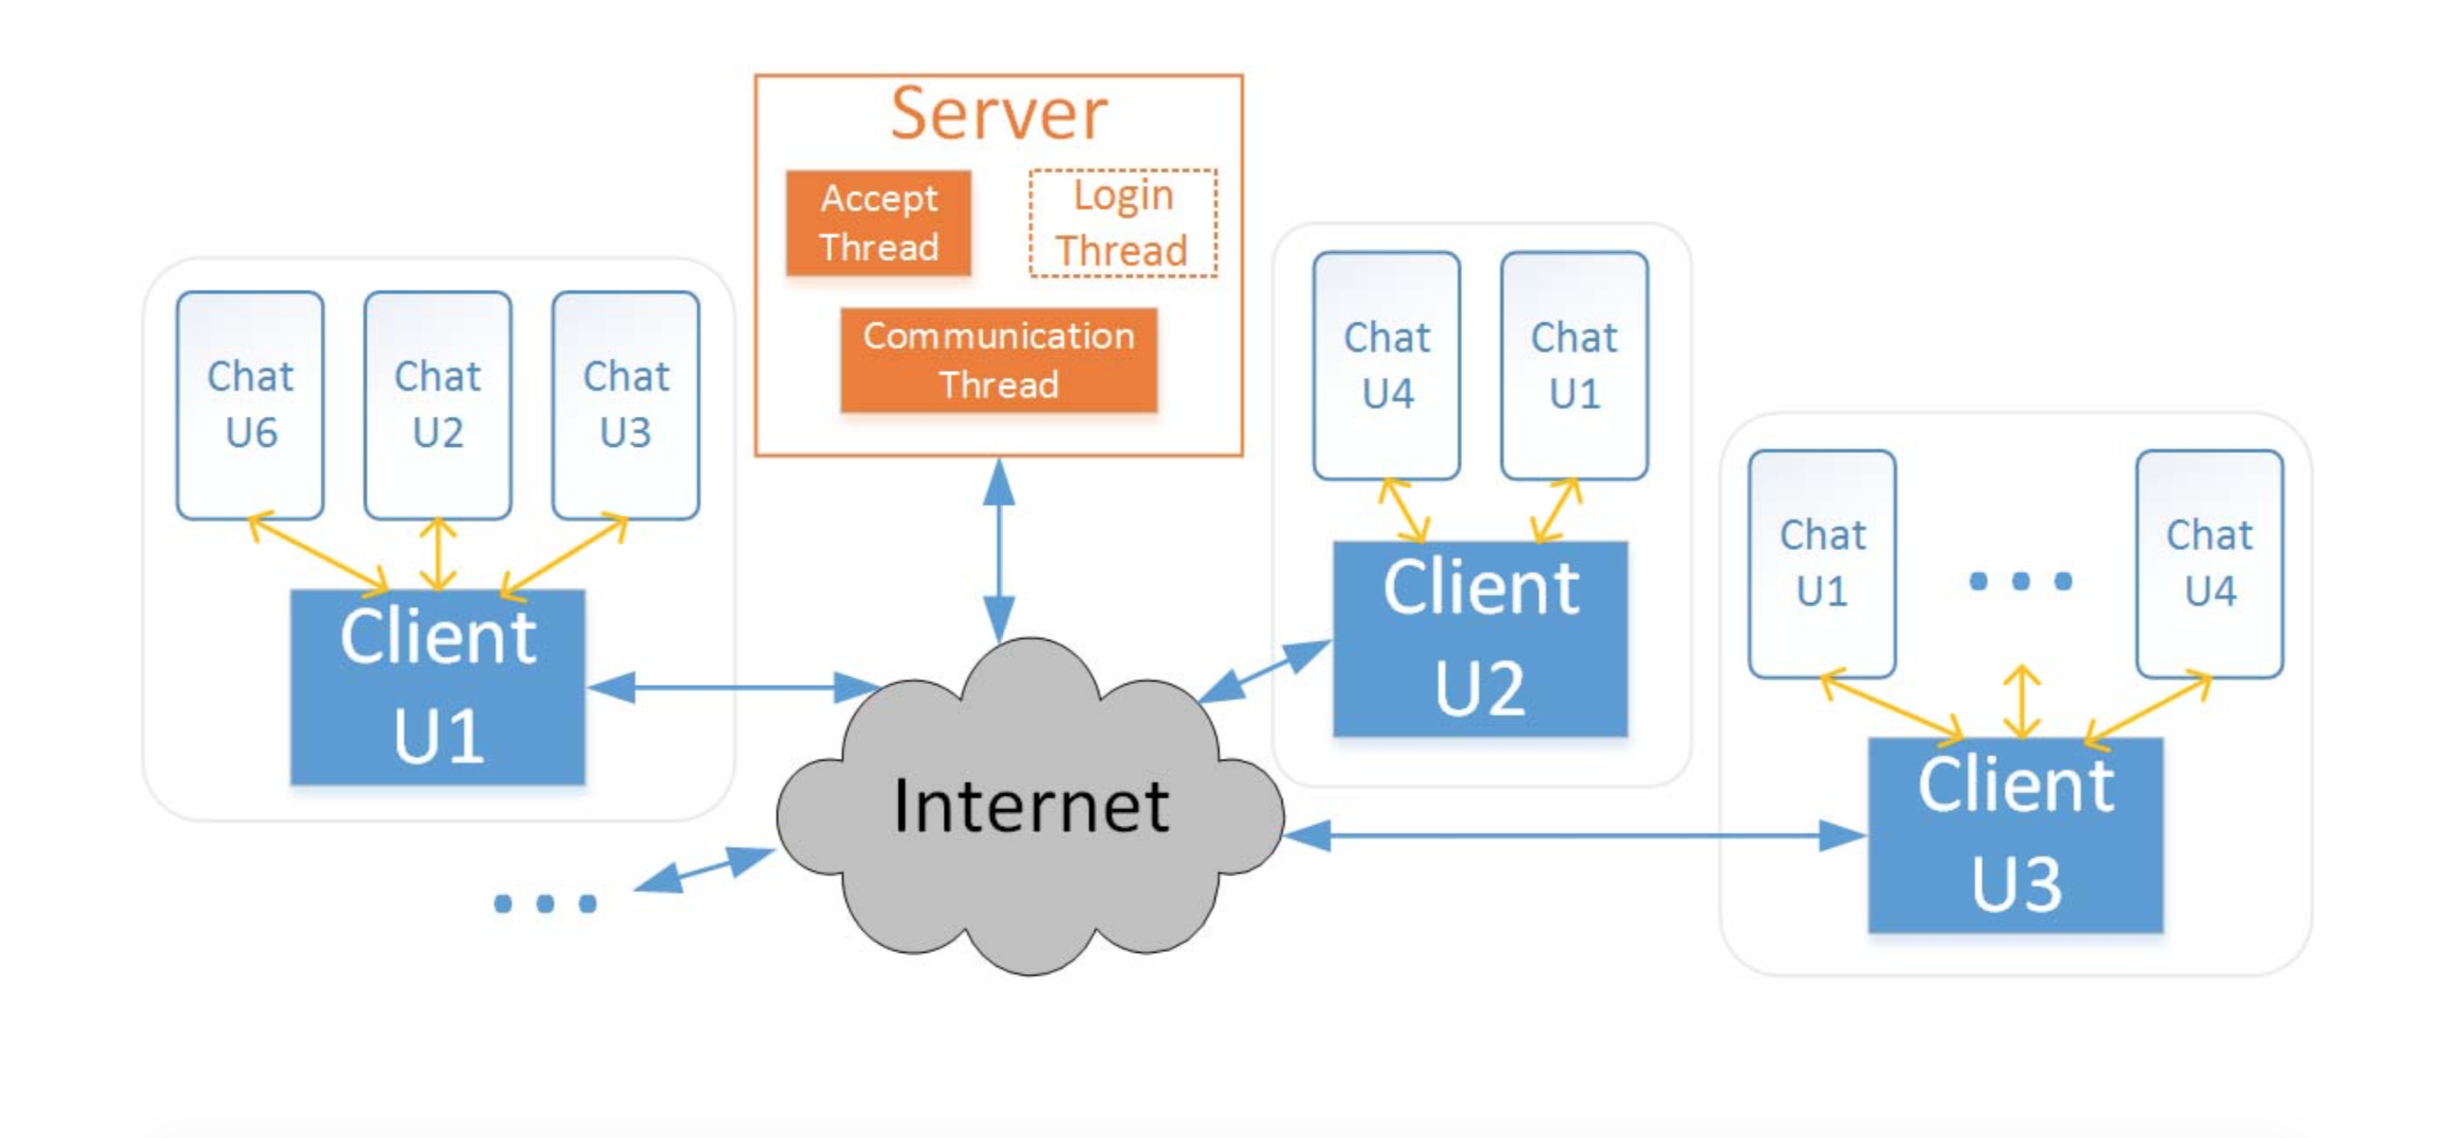 Server
Accept
Thread
Login
Thread
Communication
Thread
Chat
U6
Chat
U2
Chat
U3
Client
U1
Chat
U4
Chat
U1
Client
U2
Chat
U1
...
Chat
U4
Client
U3
Internet
...